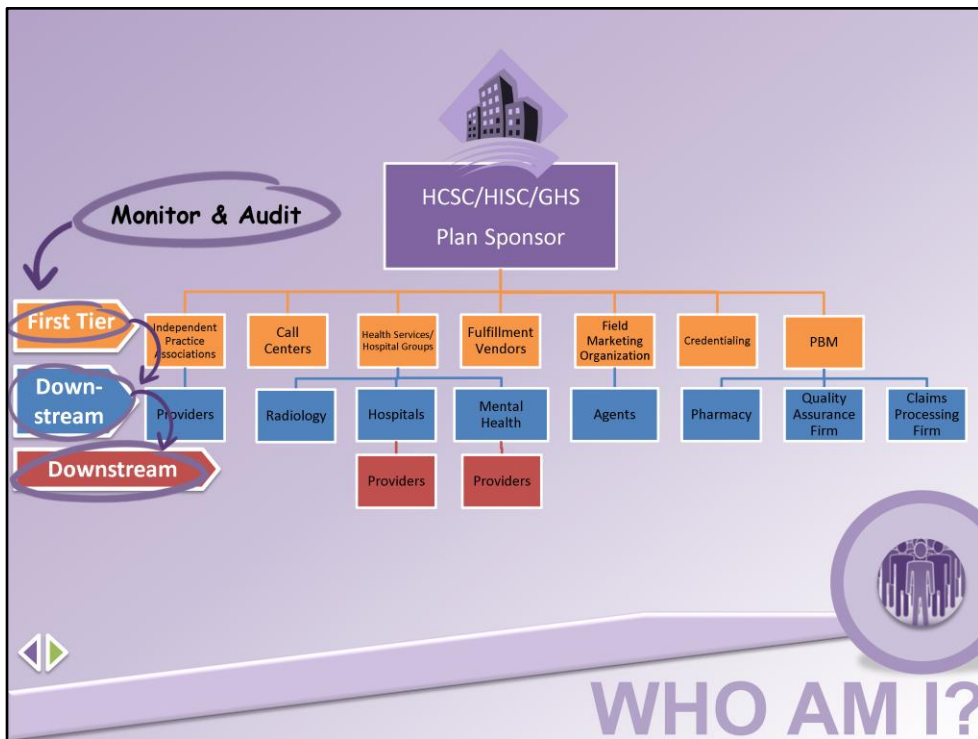 HCSC/HISC/GHS
Plan Sponsor
Monitor & Audit
First Tier
Independent
Practice
Associations
Call
Centers
Health Services/
Hospital Groups
Fulfillment
Vendors
Field
Marketing
Organization
Credentialing
PBM
Down-
stream
Providers
Radiology
Hospitals
Mental
Health
Agents
Pharmacy
Quality
Assurance
Firm
Claims
Processing
Firm
Downstream
Providers
Providers
WHO AM I?